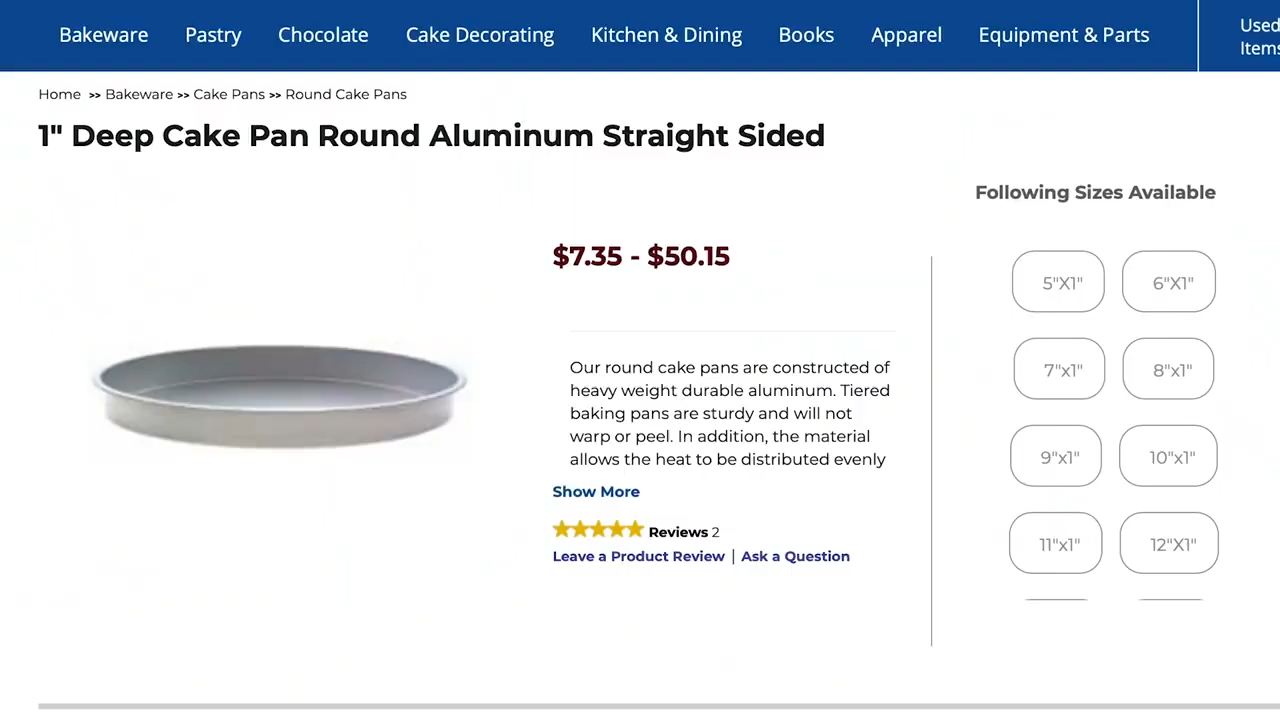 Bakeware Pastry Chocolate Cake Decorating Kitchen & Dining Books Apparel Equipment & Parts Used
Items
Home >> Bakeware >> Cake Pans >> Round Cake Pans
1" Deep Cake Pan Round Aluminum Straight Sided
$7.35 - $50.15
Our round cake pans are constructed of
heavy weight durable aluminum. Tiered
baking pans are sturdy and will not
warp or peel. In addition, the material
allows the heat to be distributed evenly
Show More
Reviews 2
Leave a Product Review | Ask a Question
Following Sizes Available
5"X1" 6"X1"
7"x1" 8"x1"
9"x1" 10"x1"
11"x1" 12"X1"